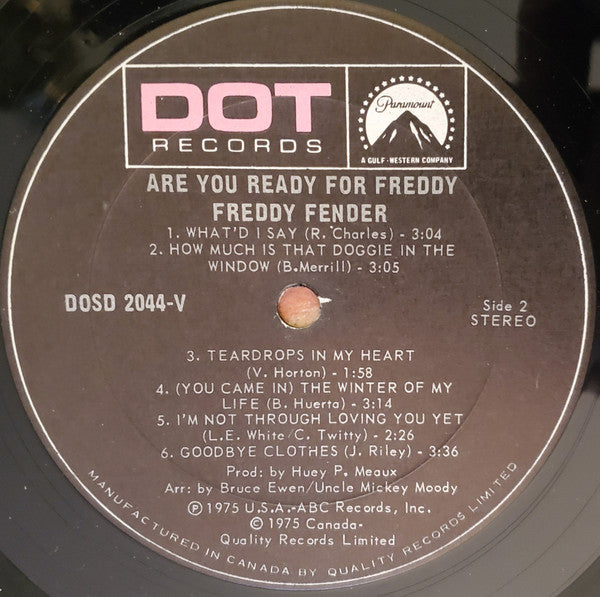 DOT
RECORDS
Paramount
A GULF+WESTERN COMPANY
ARE YOU READY FOR FREDDY
FREDDY FENDER
1. WHAT'D I SAY (R. Charles) - 3:04
2. HOW MUCH IS THAT DOGGIE IN THE
WINDOW (B.Merrill) - 3:05
DOSD 2044-V
Side 2
STEREO
3. TEARDROPS IN MY HEART
(V. Horton) - 1:58
4. (YOU CAME IN) THE WINTER OF MY
LIFE (B. Huerta) - 3:14
5. I'M NOT THROUGH LOVING YOU YET
(L.E. White/C. Twitty) - 2:26
6. GOODBYE CLOTHES (J. Riley) - 3:36
Prod: by Huey P. Meaux
Arr: by Bruce Ewen/Uncle Mickey Moody
Ⓟ 1975 U.S.A.-ABC Records, Inc.
© 1975 Canada-
Quality Records Limited
MANUFACTURED IN CANADA BY QUALITY RECORDS LIMITED